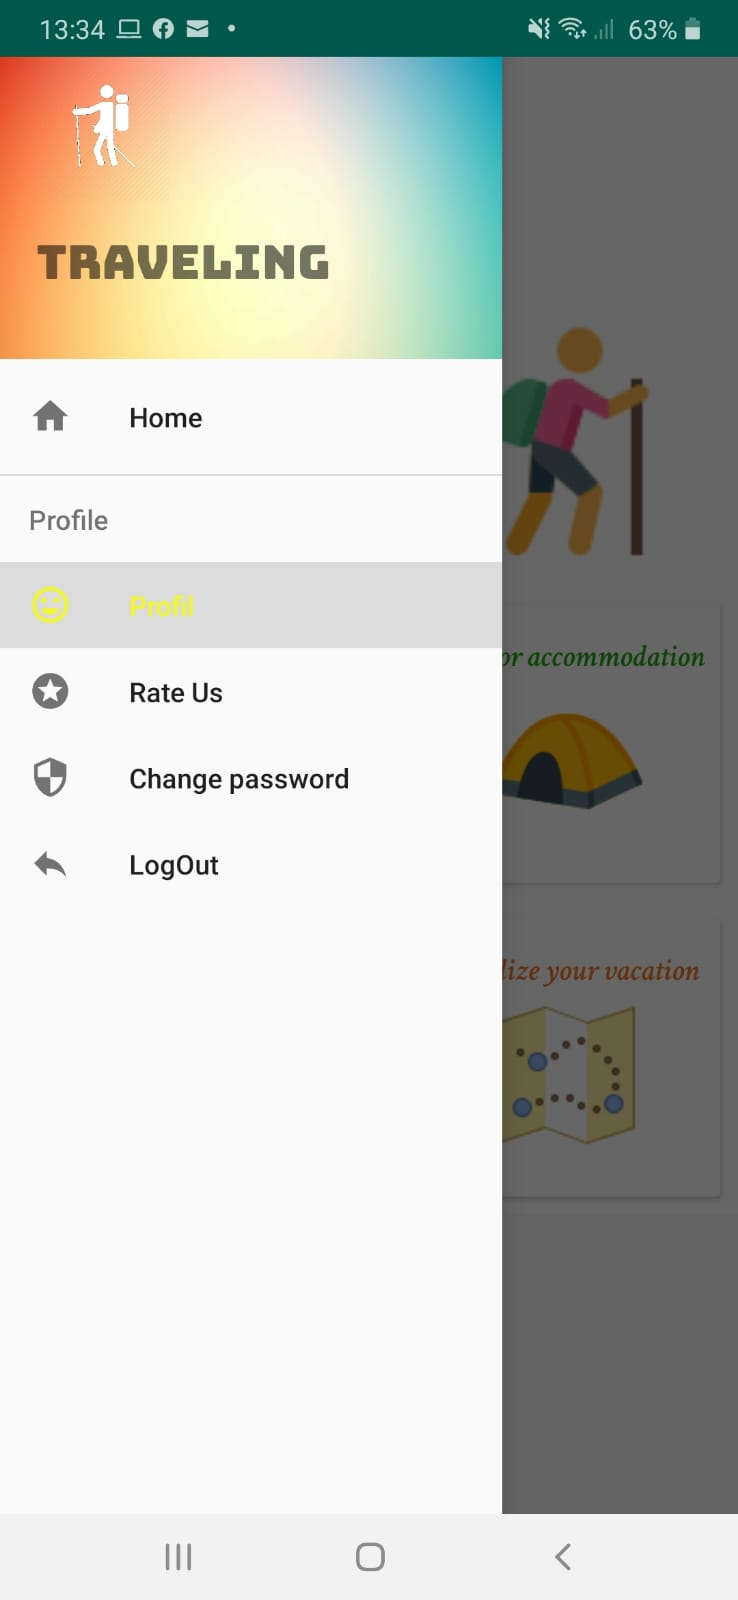 13:34
63%
TRAVELING
Home
Profile
Profil
or accommodation
Rate Us
Change password
LogOut
lize your vacation